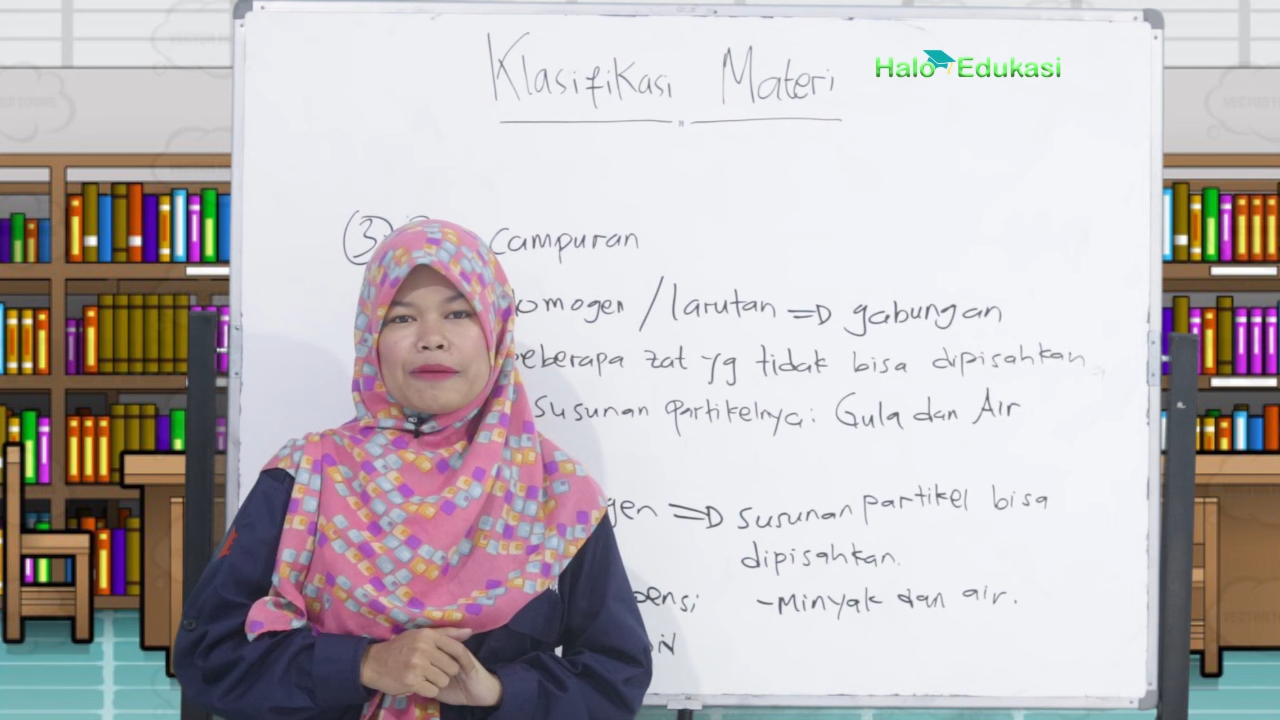 Klasifikasi Materi
Halo Edukasi
(3) Campuran
omogen / larutan => gabungan
beberapa zat yg tidak bisa dipisahkan
susunan partikelnya: Gula dan Air
gen => susunan partikel bisa
dipisahkan.
pensi -Minyak dan air.